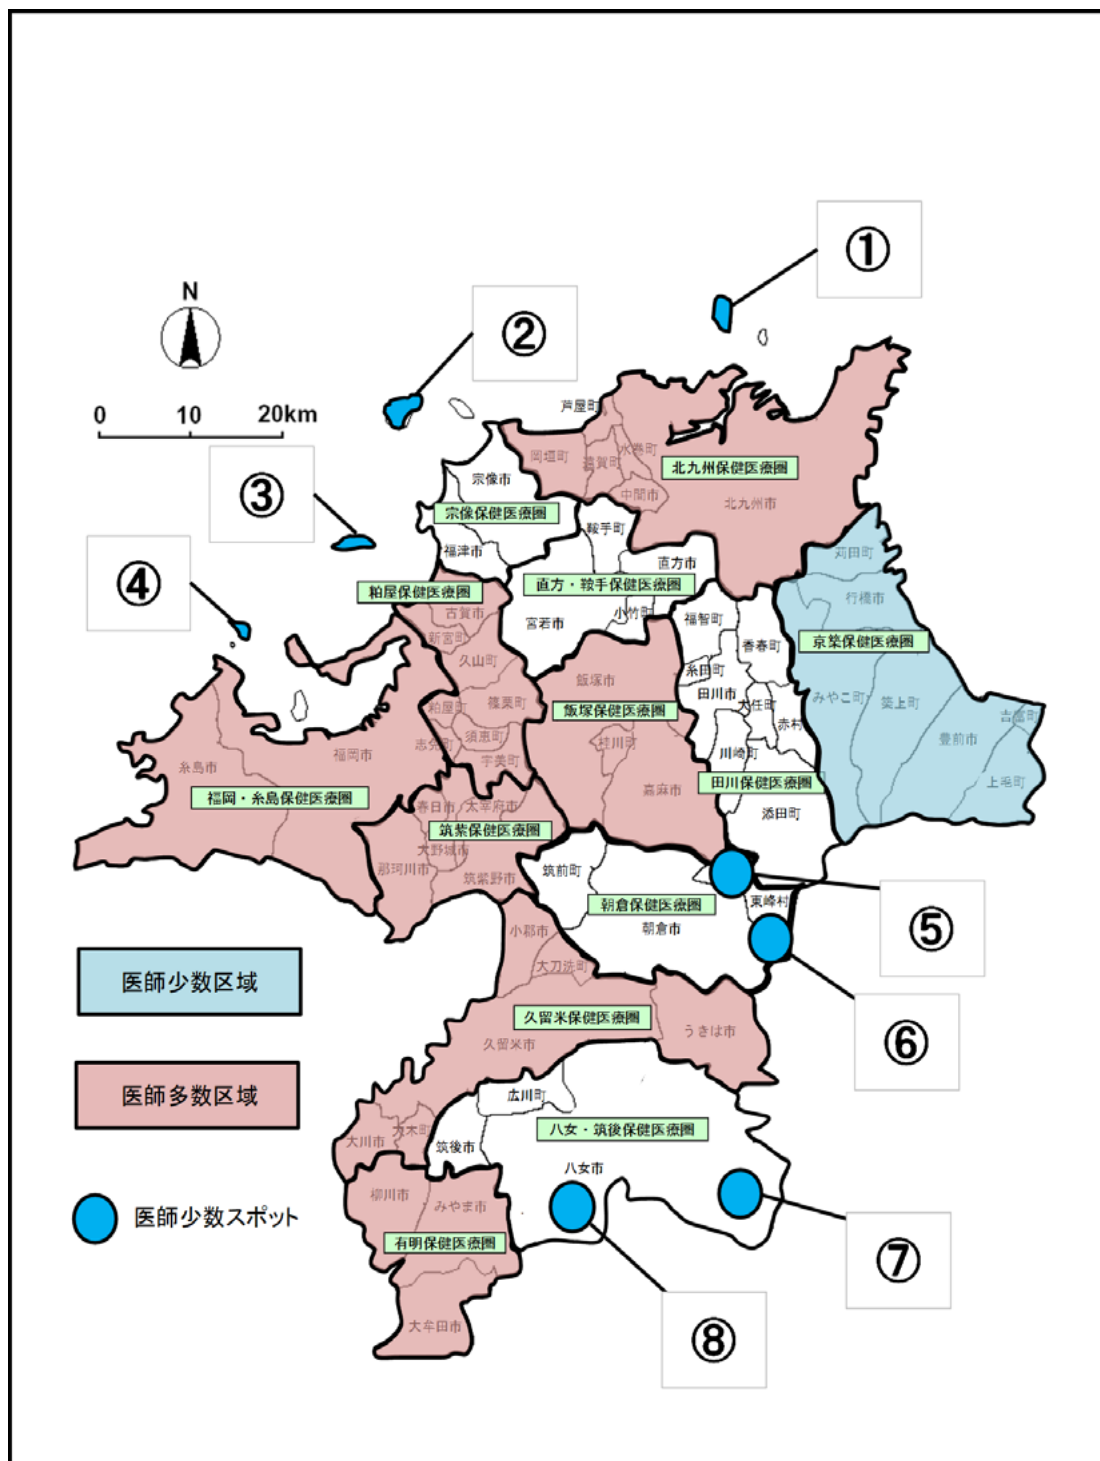 ①
N
②
0 10 20km
芦屋町
水巻町
岡垣町
遠賀町
北九州保健医療圏
宗像市
中間市
③
北九州市
宗像保健医療圏
鞍手町
福津市
苅田町
④
直方市
粕屋保健医療圏
直方・鞍手保健医療圏
行橋市
古賀市
小竹町
福智町
宮若市
新宮町
香春町
京築保健医療圏
久山町
糸田町
飯塚市
田川市
みやこ町
築上町
篠栗町
大任町
粕屋町
飯塚保健医療圏
吉富町
赤村
須恵町
志免町
桂川町
豊前市
福岡市
川崎町
宇美町
糸島市
上毛町
田川保健医療圏
嘉麻市
福岡・糸島保健医療圏
春日市
太宰府市
添田町
筑紫保健医療圏
大野城市
那珂川市
筑前町
筑紫野市
朝倉保健医療圏
東峰村
朝倉市
⑤
小郡市
大刀洗町
医師少数区域
久留米保健医療圏
うきは市
⑥
久留米市
医師多数区域
広川町
八女・筑後保健医療圏
大木町
大川市
筑後市
八女市
柳川市
みやま市
医師少数スポット
有明保健医療圏
⑦
大牟田市
⑧